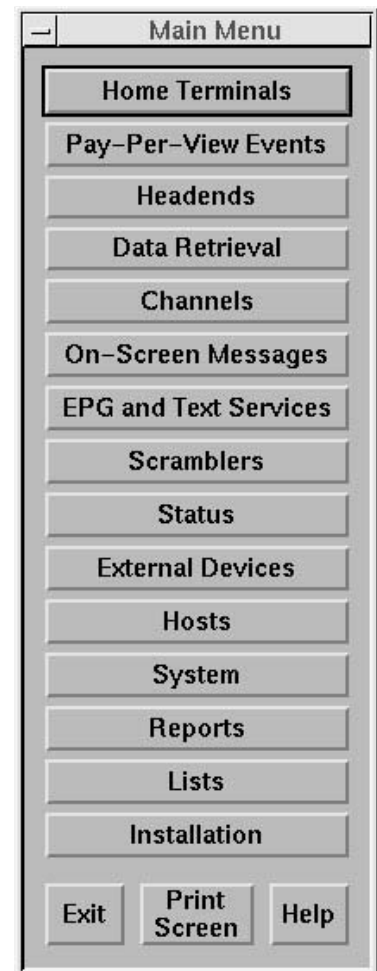 Main Menu
Home Terminals
Pay-Per-View Events
Headends
Data Retrieval
Channels
On-Screen Messages
EPG and Text Services
Scramblers
Status
External Devices
Hosts
System
Reports
Lists
Installation
Exit
Print
Screen
Help